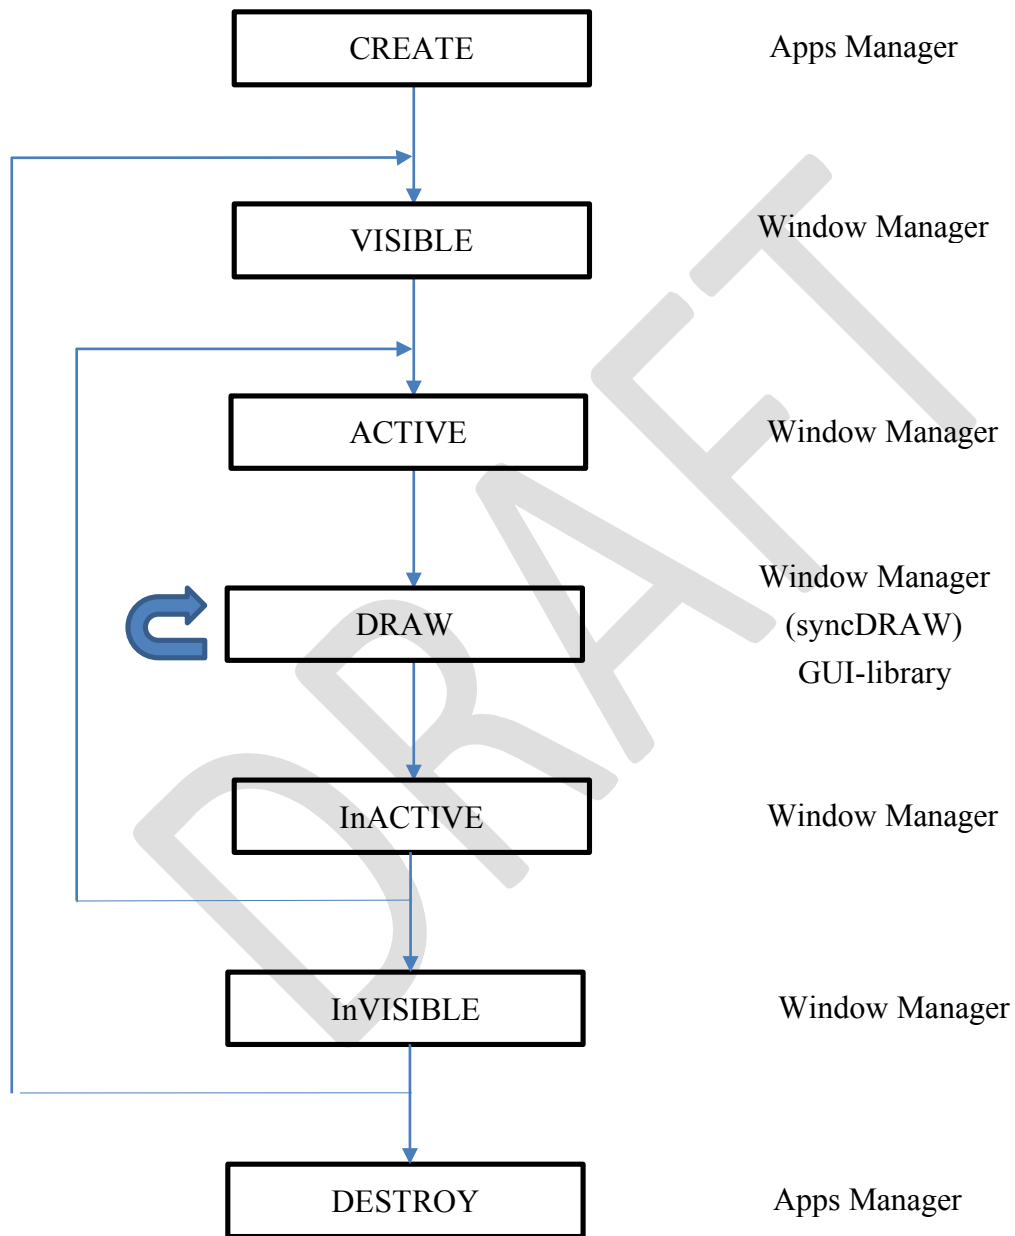 CREATE
Apps Manager
VISIBLE
Window Manager
ACTIVE
Window Manager
DRAW
Window Manager
(syncDRAW)
GUI-library
InACTIVE
Window Manager
InVISIBLE
Window Manager
DESTROY
Apps Manager
DRAFT